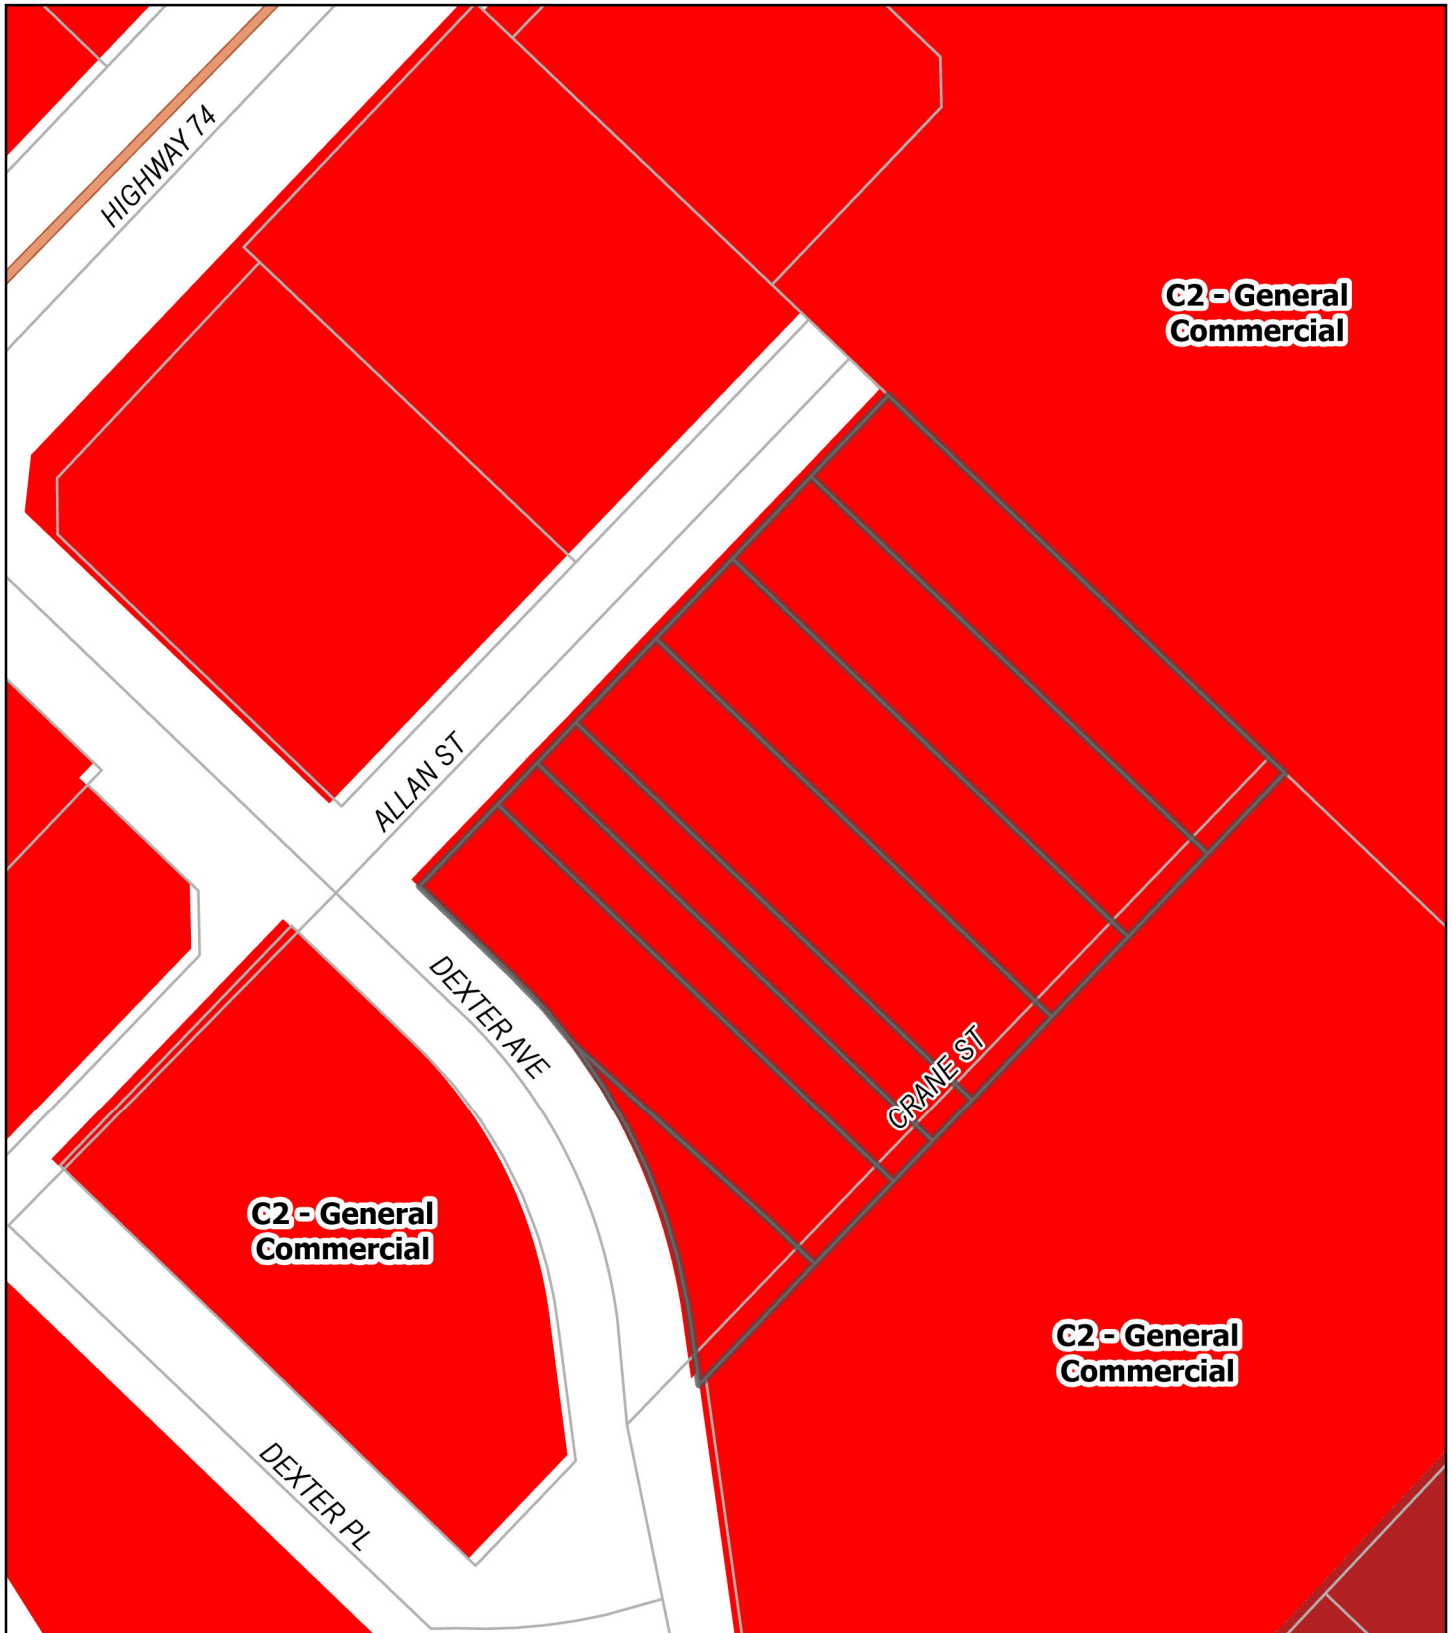 HIGHWAY 74
C2 - General
Commercial
ALLAN ST
DEXTER AVE
CRANE ST
C2 - General
Commercial
C2 - General
Commercial
DEXTER PL